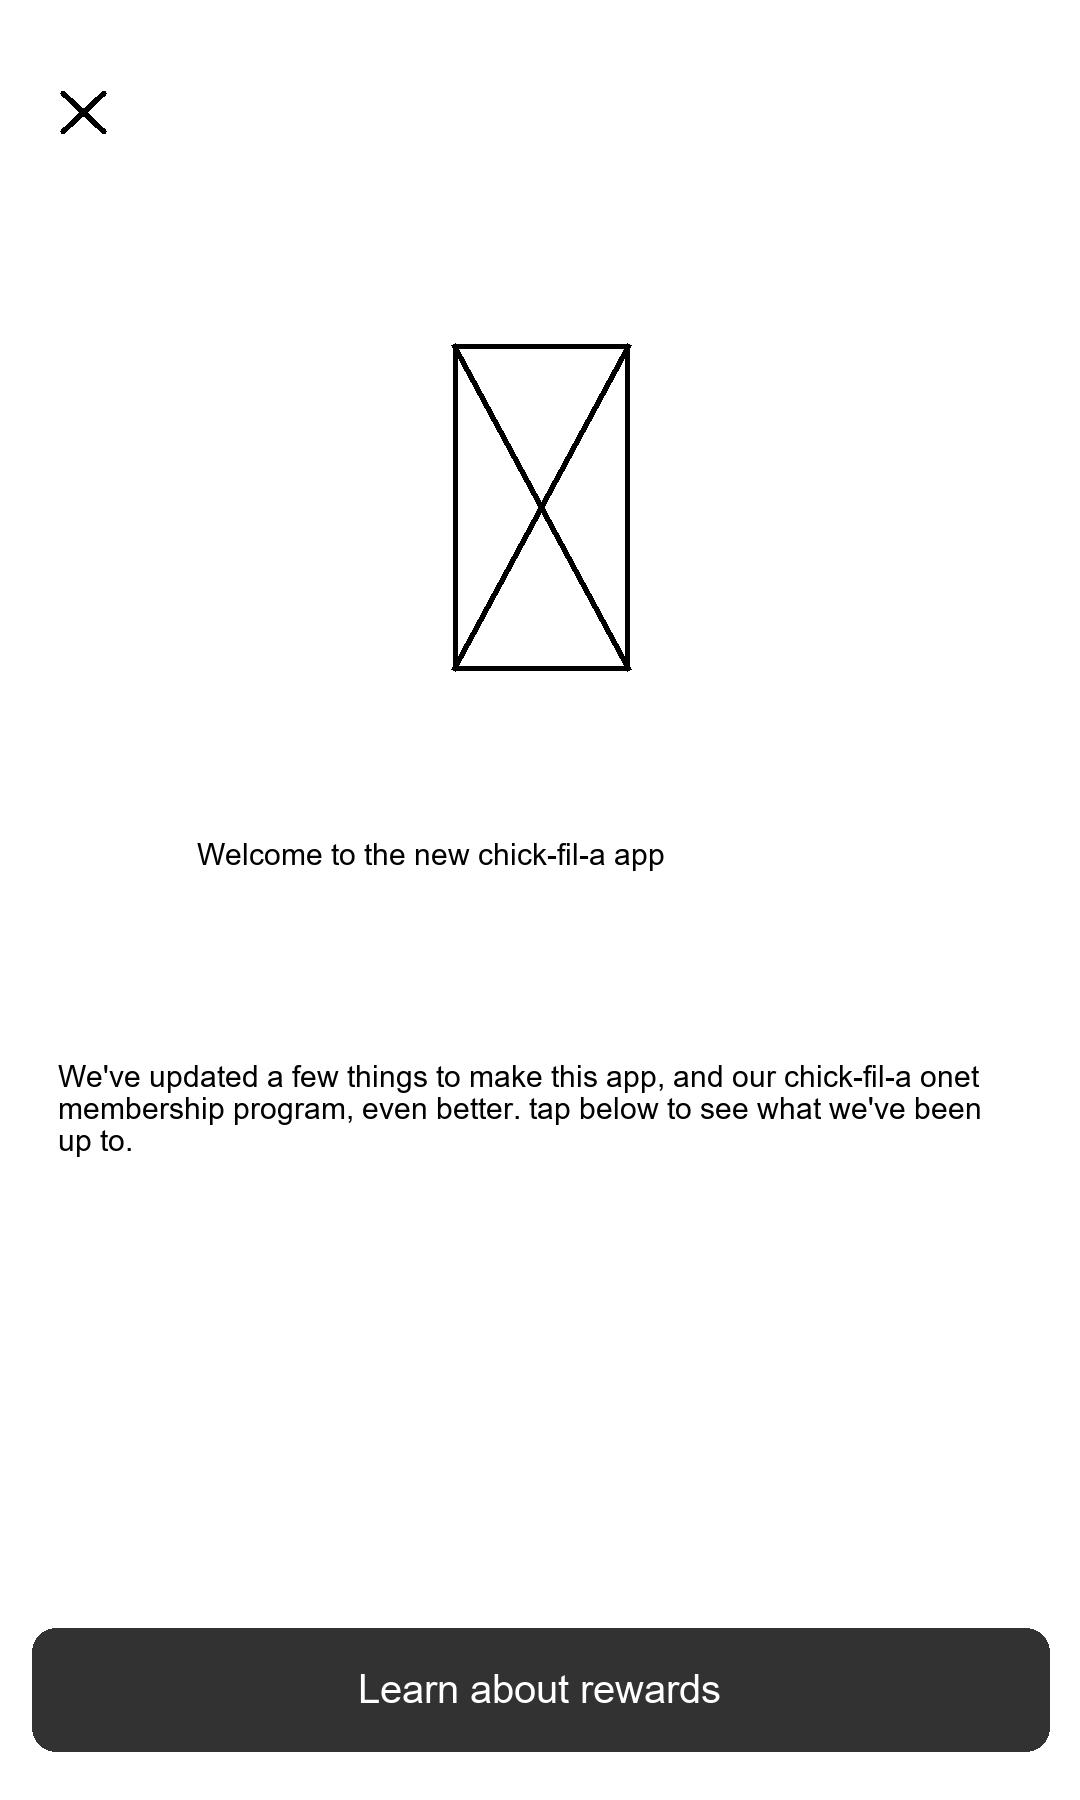 Welcome to the new chick-fil-a app
We've updated a few things to make this app, and our chick-fil-a onet
membership program, even better. tap below to see what we've been
up to.
Learn about rewards